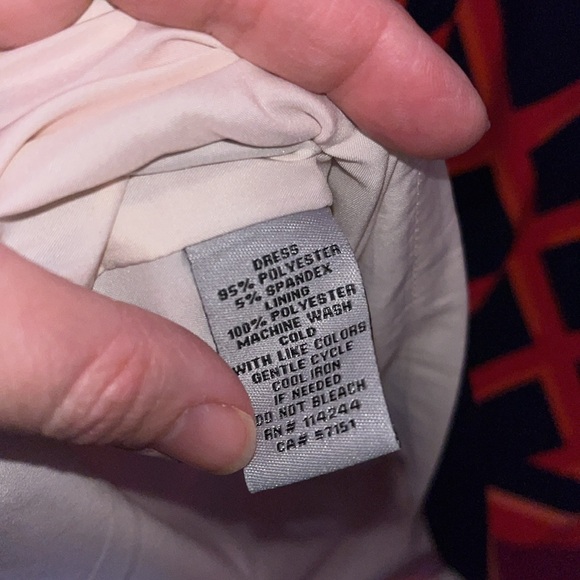 DRESS
95% POLYESTER
5% SPANDEX
LINING
100% POLYESTER
MACHINE WASH
COLD
WITH LIKE COLORS
GENTLE CYCLE
COOL IRON
IF NEEDED
DO NOT BLEACH
RN # 114244
CA# 57151